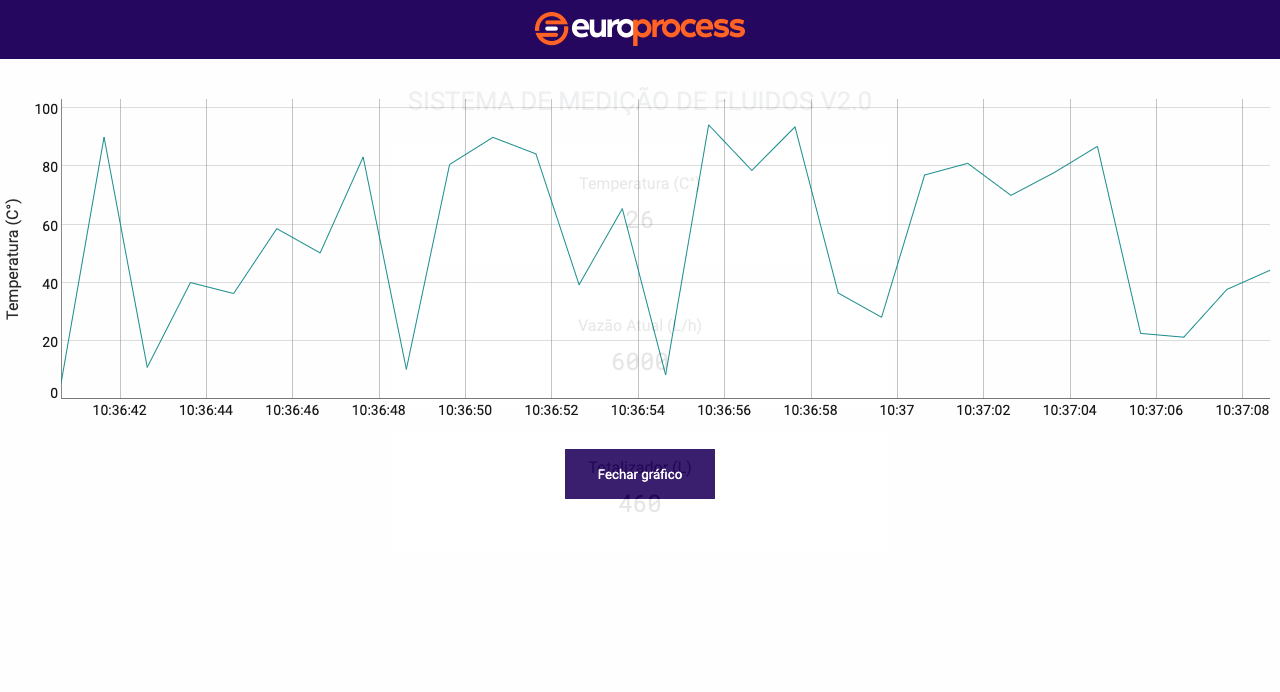 europrocess
SISTEMA DE MEDIÇÃO DE FLUIDOS V2.0
Temperatura (C°)
100
80
60
40
20
0
Temperatura (C°)
26
Vazão Atual (L/h)
6000
10:36:42 10:36:44 10:36:46 10:36:48 10:36:50 10:36:52 10:36:54 10:36:56 10:36:58 10:37 10:37:02 10:37:04 10:37:06 10:37:08
Totalizador (L)
Fechar gráfico
460